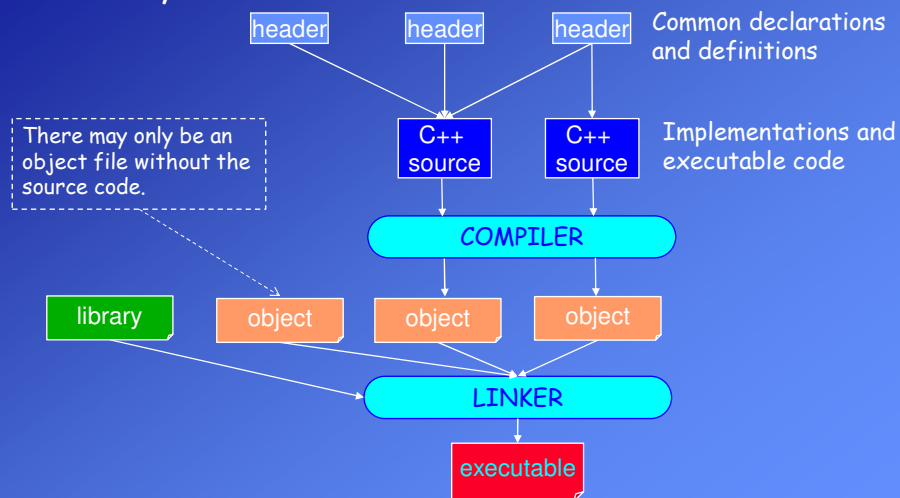 header
header
header
Common declarations
and definitions
There may only be an
object file without the
source code.
C++
source
C++
source
Implementations and
executable code
COMPILER
library
object
object
object
LINKER
executable